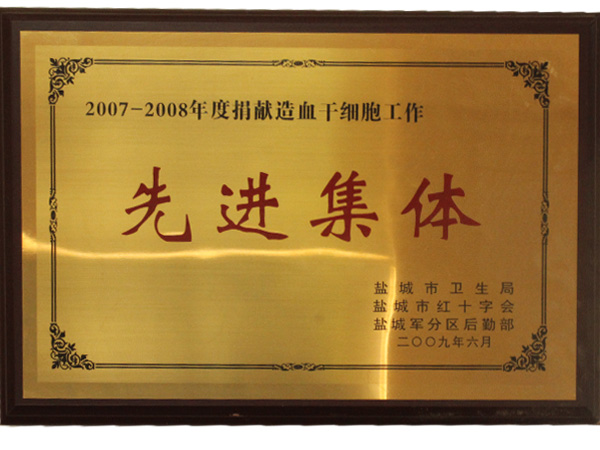 2007-2008年度捐献造血干细胞工作
先进集体
盐城市卫生局
盐城市红十字会
盐城军分区后勤部
二〇〇九年六月